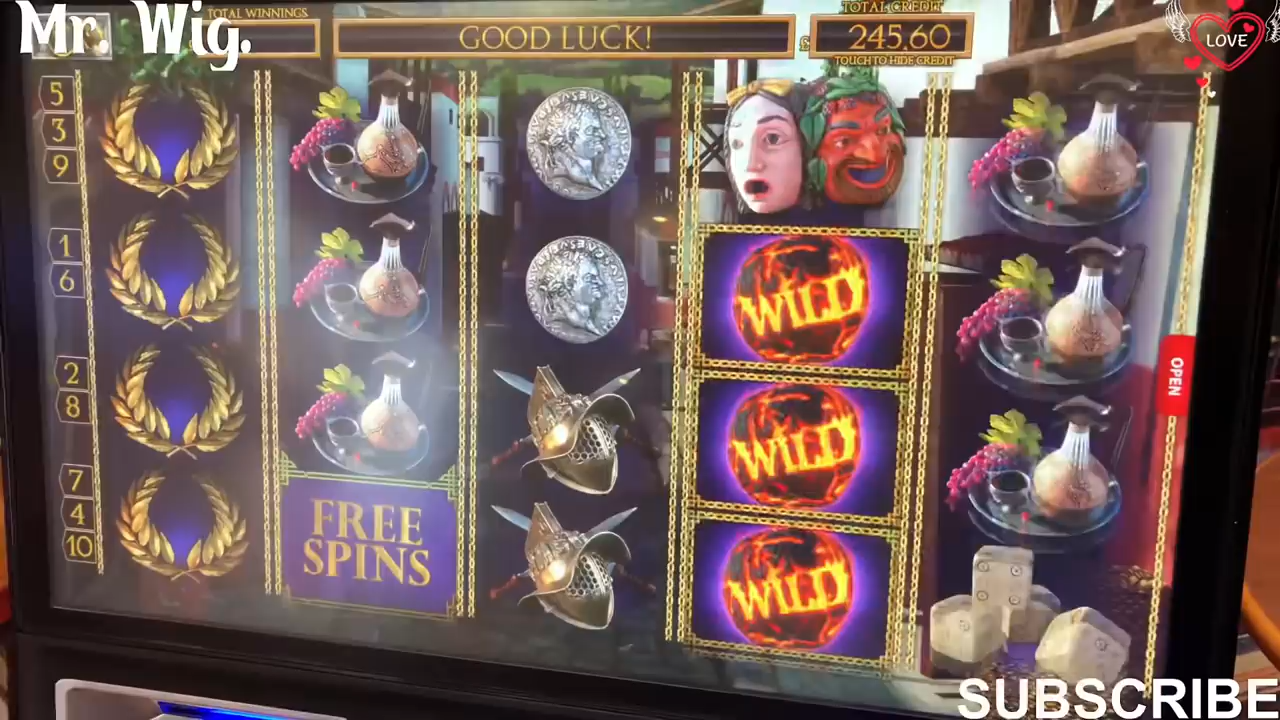 Mr. Wig.
TOTAL WINNINGS
GOOD LUCK!
TOTAL CREDIT
£
245.60
TOUCH TO HIDE CREDIT
LOVE
5
3
9
1
6
2
8
7
4
10
WILD
WILD
WILD
OPEN
FREE
SPINS
SUBSCRIBE